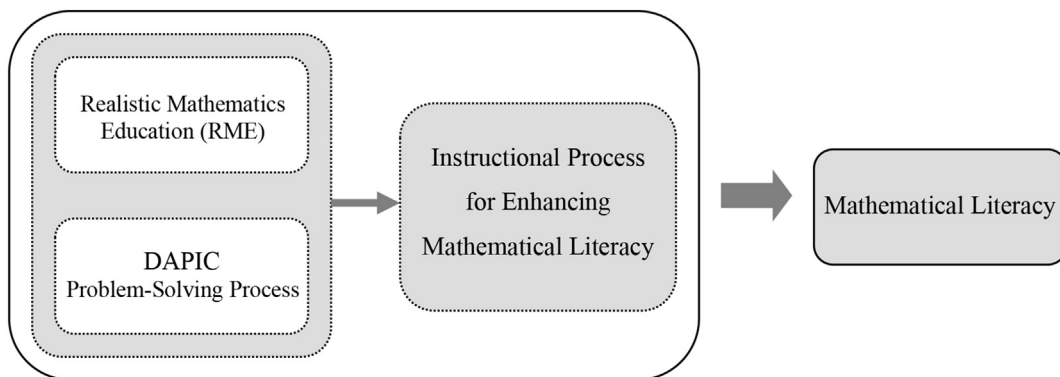 Realistic Mathematics
Education (RME)
DAPIC
Problem-Solving Process
Instructional Process
for Enhancing
Mathematical Literacy
Mathematical Literacy